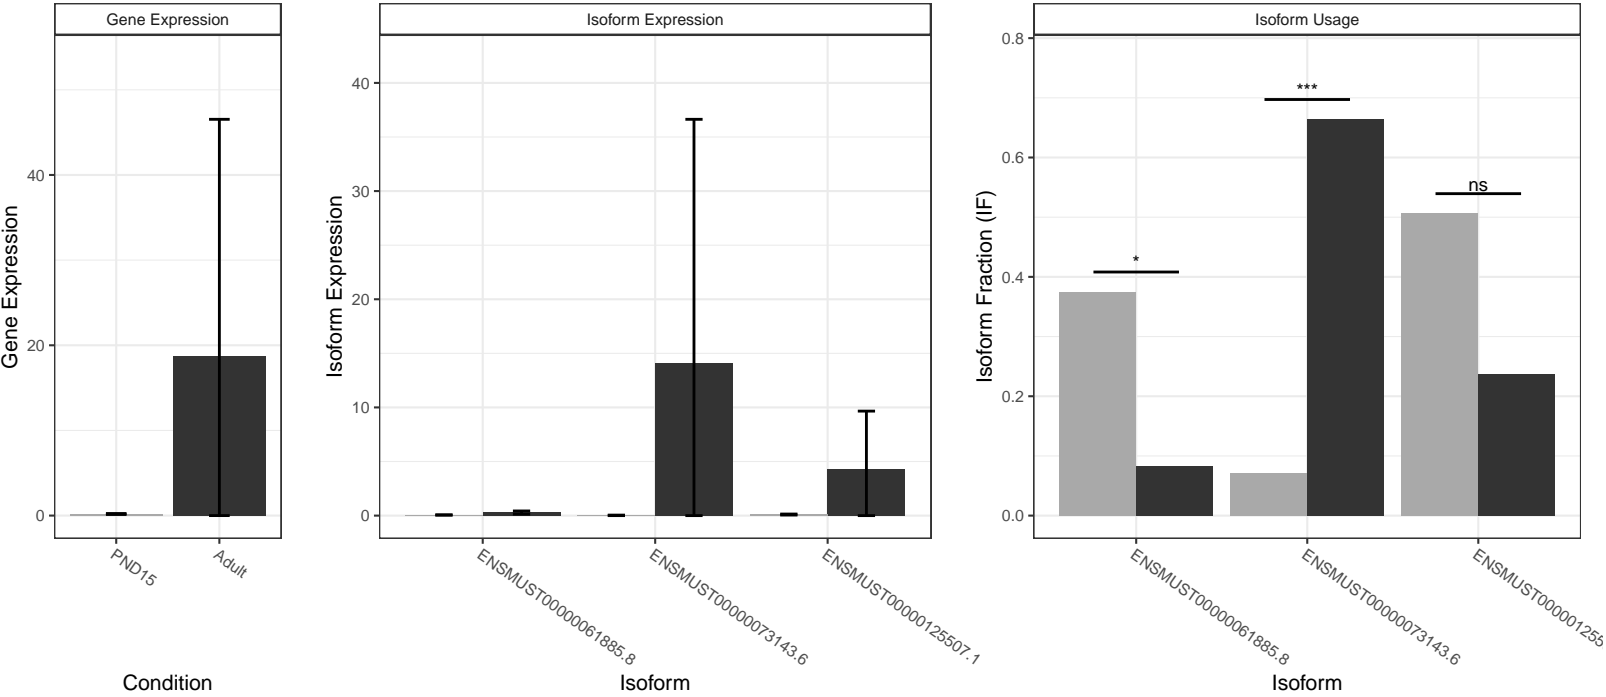 Gene Expression
Isoform Expression
Isoform Usage
Gene Expression
40
20
0
PND15
Adult
Condition
Isoform Expression
40
30
20
10
0
ENSMUST00000061885.8
ENSMUST00000073143.6
ENSMUST00000125507.1
Isoform
Isoform Fraction (IF)
0.8
0.6
0.4
0.2
0.0
*
***
ns
ENSMUST00000061885.8
ENSMUST00000073143.6
ENSMUST000001255
Isoform